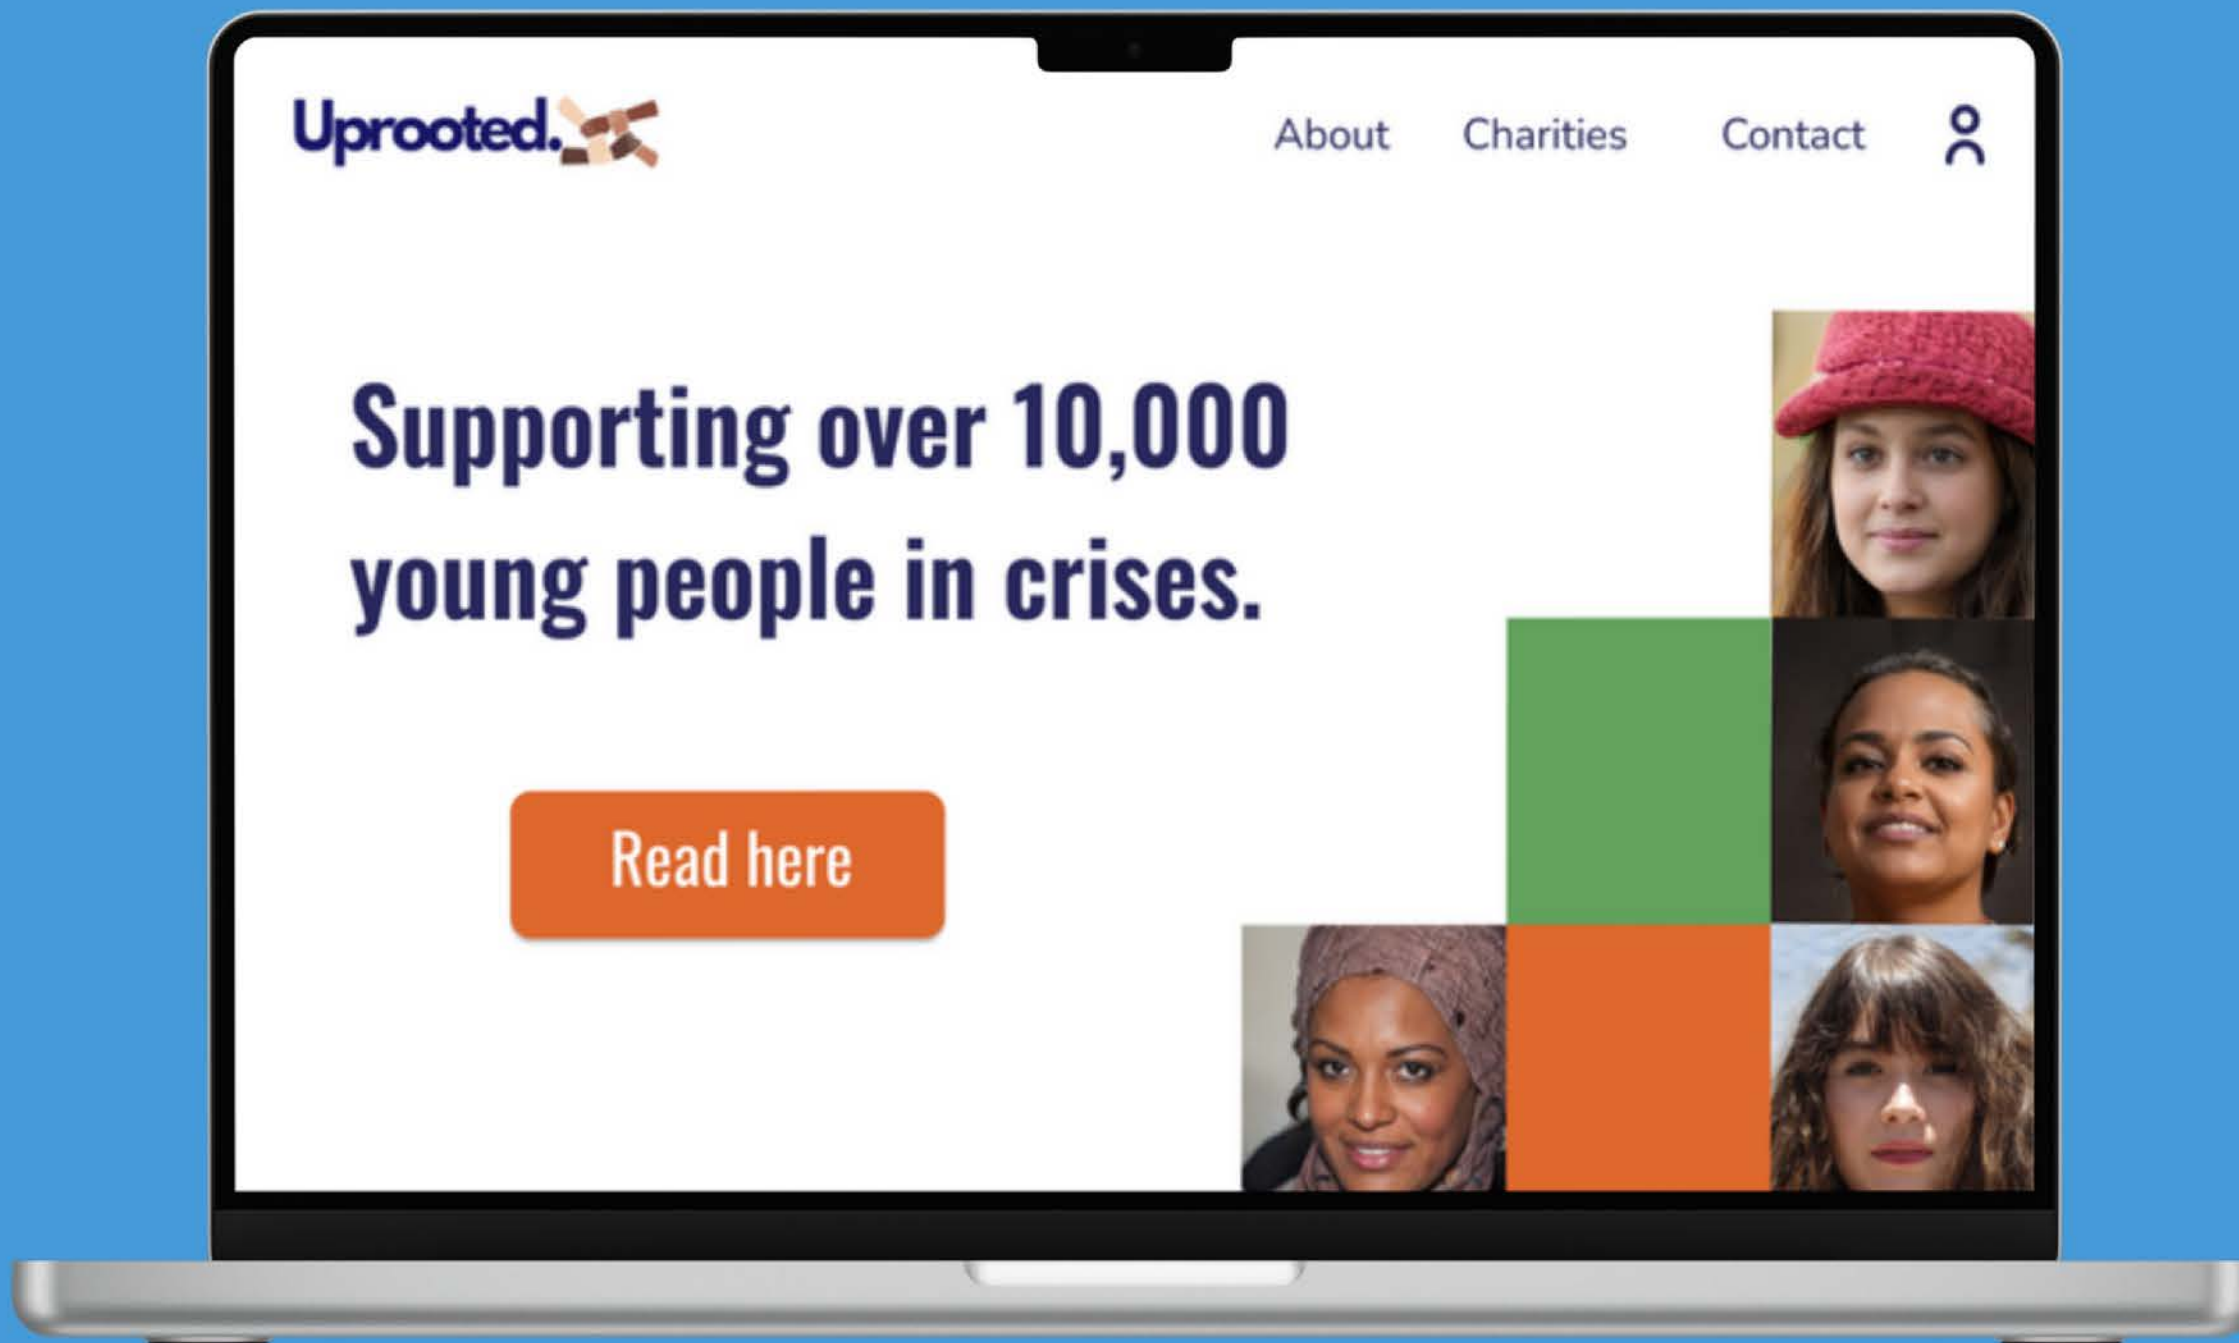 Uprooted.
About Charities Contact
Supporting over 10,000
young people in crises.
Read here